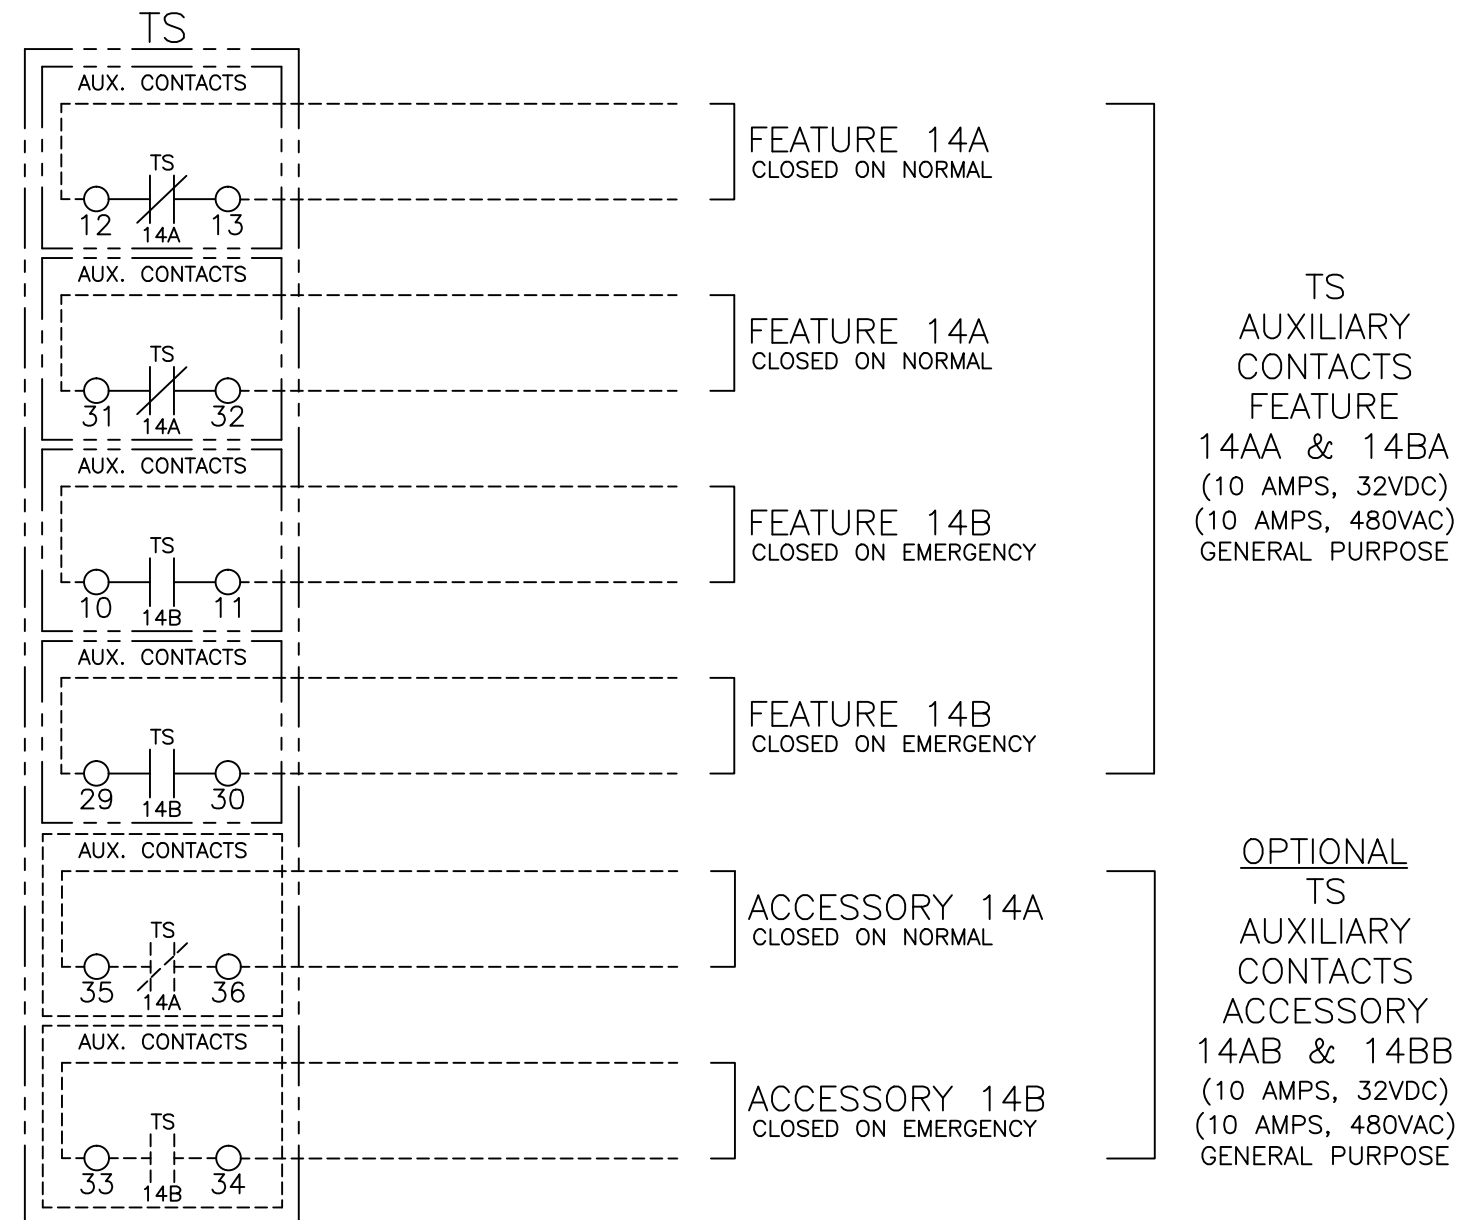 TS
AUX. CONTACTS
TS
12 13
14A
FEATURE 14A
CLOSED ON NORMAL
AUX. CONTACTS
TS
31 32
14A
FEATURE 14A
CLOSED ON NORMAL
AUX. CONTACTS
TS
10 11
14B
FEATURE 14B
CLOSED ON EMERGENCY
AUX. CONTACTS
TS
29 30
14B
FEATURE 14B
CLOSED ON EMERGENCY
TS
AUXILIARY
CONTACTS
FEATURE
14AA & 14BA
(10 AMPS, 32VDC)
(10 AMPS, 480VAC)
GENERAL PURPOSE
AUX. CONTACTS
TS
35 36
14A
ACCESSORY 14A
CLOSED ON NORMAL
AUX. CONTACTS
TS
33 34
14B
ACCESSORY 14B
CLOSED ON EMERGENCY
OPTIONAL
TS
AUXILIARY
CONTACTS
ACCESSORY
14AB & 14BB
(10 AMPS, 32VDC)
(10 AMPS, 480VAC)
GENERAL PURPOSE